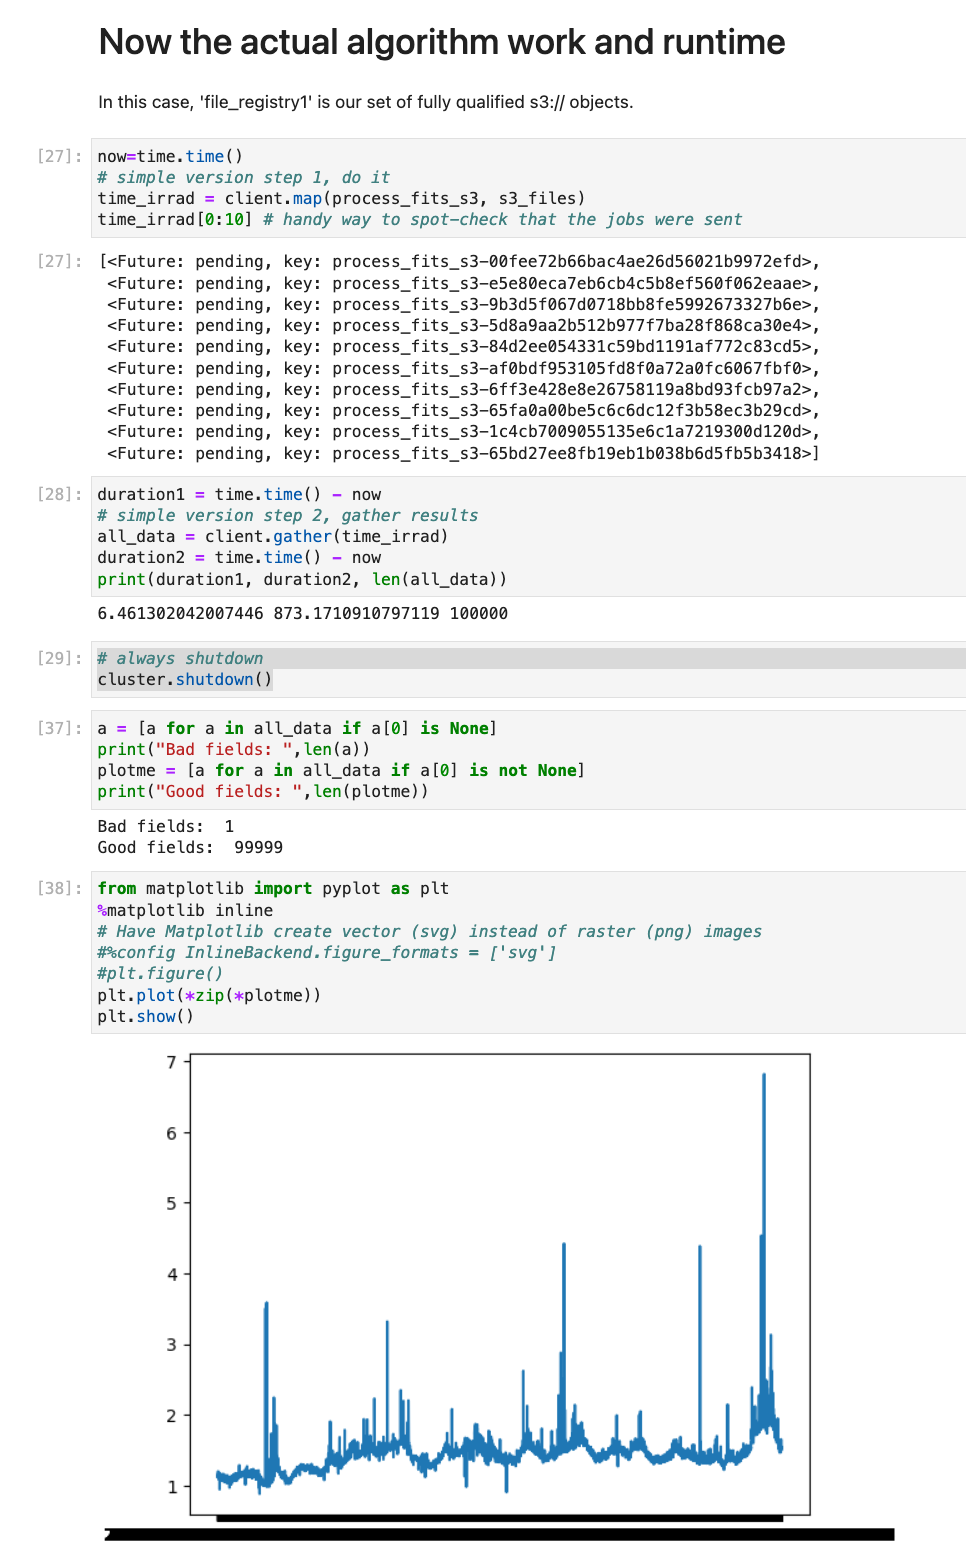 Now the actual algorithm work and runtime
In this case, 'file_registry1' is our set of fully qualified s3:// objects.
[27]:
now=time.time()
# simple version step 1, do it
time_irrad = client.map(process_fits_s3, s3_files)
time_irrad[0:10] # handy way to spot-check that the jobs were sent
[27]:
[<Future: pending, key: process_fits_s3-00fee72b66bac4ae26d56021b9972efd>,
<Future: pending, key: process_fits_s3-e5e80eca7eb6cb4c5b8ef560f062eaae>,
<Future: pending, key: process_fits_s3-9b3d5f067d0718bb8fe5992673327b6e>,
<Future: pending, key: process_fits_s3-5d8a9aa2b512b977f7ba28f868ca30e4>,
<Future: pending, key: process_fits_s3-84d2ee054331c59bd1191af772c83cd5>,
<Future: pending, key: process_fits_s3-af0bdf953105fd8f0a72a0fc6067fbf0>,
<Future: pending, key: process_fits_s3-6ff3e428e8e26758119a8bd93fcb97a2>,
<Future: pending, key: process_fits_s3-65fa0a00be5c6c6dc12f3b58ec3b29cd>,
<Future: pending, key: process_fits_s3-1c4cb7009055135e6c1a7219300d120d>,
<Future: pending, key: process_fits_s3-65bd27ee8fb19eb1b038b6d5fb5b3418>]
[28]:
duration1 = time.time() - now
# simple version step 2, gather results
all_data = client.gather(time_irrad)
duration2 = time.time() - now
print(duration1, duration2, len(all_data))
6.461302042007446 873.1710910797119 100000
[29]:
# always shutdown
cluster.shutdown()
[37]:
a = [a for a in all_data if a[0] is None]
print("Bad fields: ",len(a))
plotme = [a for a in all_data if a[0] is not None]
print("Good fields: ",len(plotme))
Bad fields:  1
Good fields:  99999
[38]:
from matplotlib import pyplot as plt
%matplotlib inline
# Have Matplotlib create vector (svg) instead of raster (png) images
#%config InlineBackend.figure_formats = ['svg']
#plt.figure()
plt.plot(*zip(*plotme))
plt.show()
7
6
5
4
3
2
1